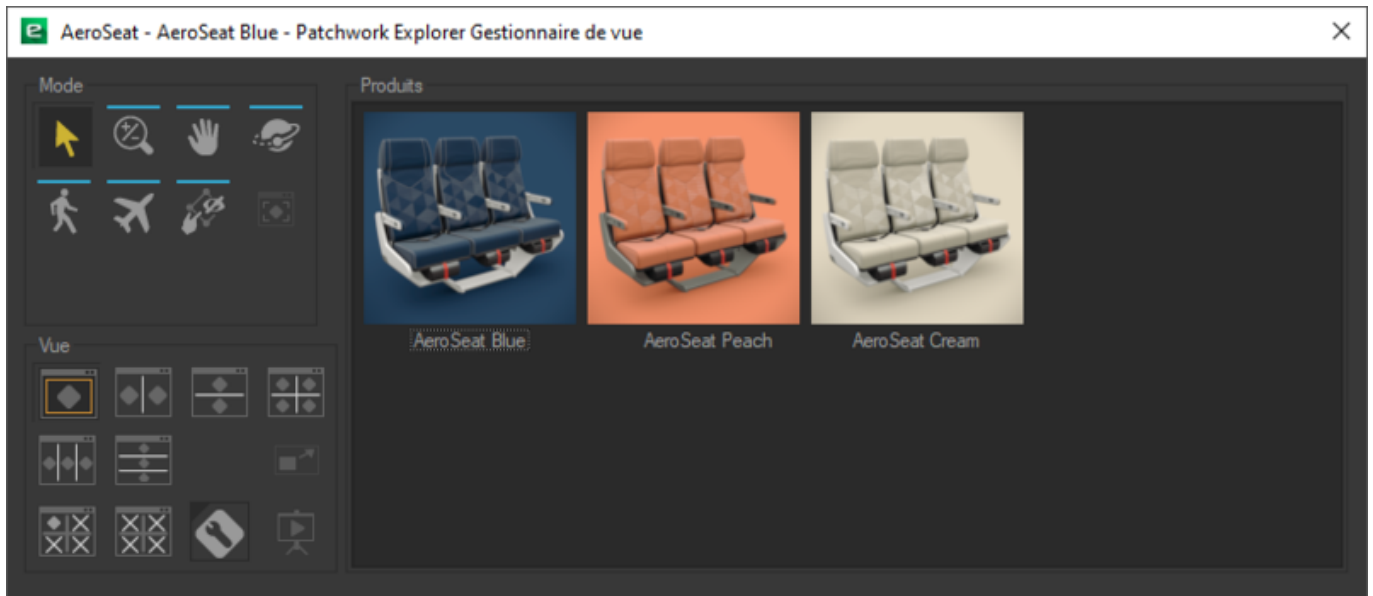 AeroSeat - AeroSeat Blue - Patchwork Explorer Gestionnaire de vue
Mode
Produits
AeroSeat Blue
AeroSeat Peach
AeroSeat Cream
Vue